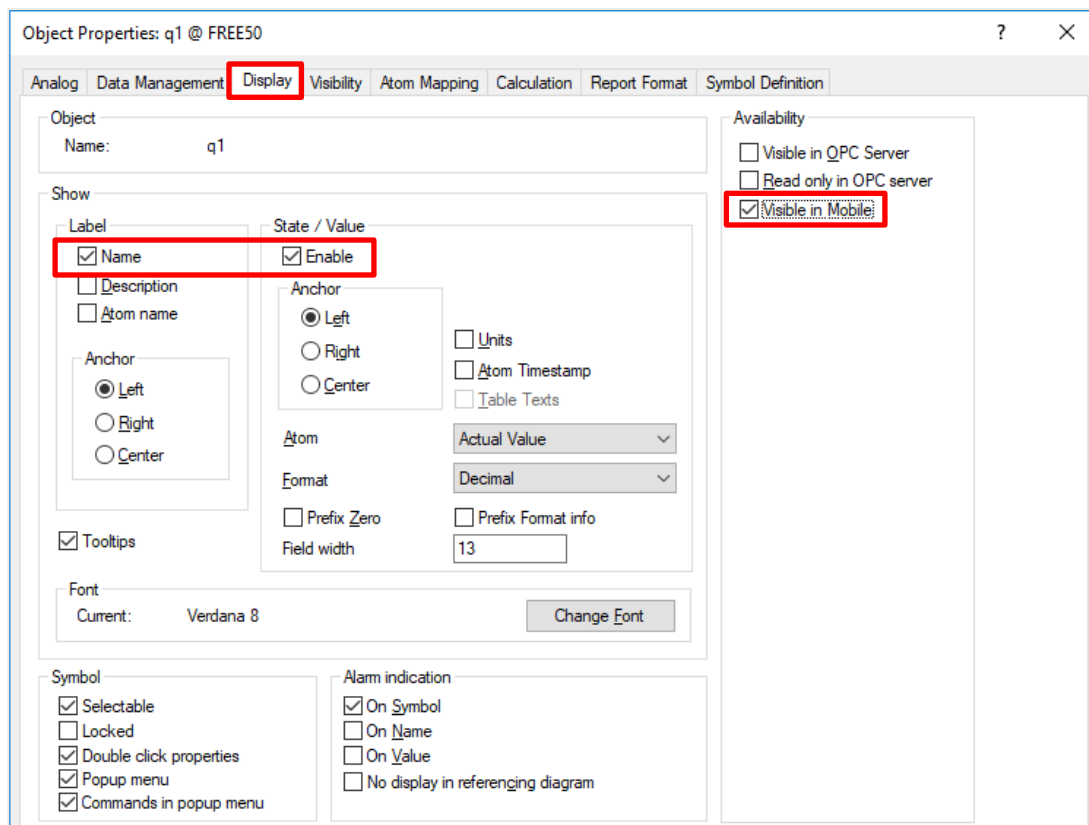 Object Properties: q1 @ FREE50 ?
Analog Data Management Display Visibility Atom Mapping Calculation Report Format Symbol Definition
Object
Name: q1
Show
Label
Name
Description
Atom name
Anchor
Left
Right
Center
Tooltips
State / Value
Enable
Anchor
Left
Right
Center
Units
Atom Timestamp
Table Texts
Atom Actual Value
Format Decimal
Prefix Zero Prefix Format info
Field width 13
Font
Current: Verdana 8 Change Font
Symbol
Selectable
Locked
Double click properties
Popup menu
Commands in popup menu
Alarm indication
On Symbol
On Name
On Value
No display in referencing diagram
Availability
Visible in OPC Server
Read only in OPC server
Visible in Mobile